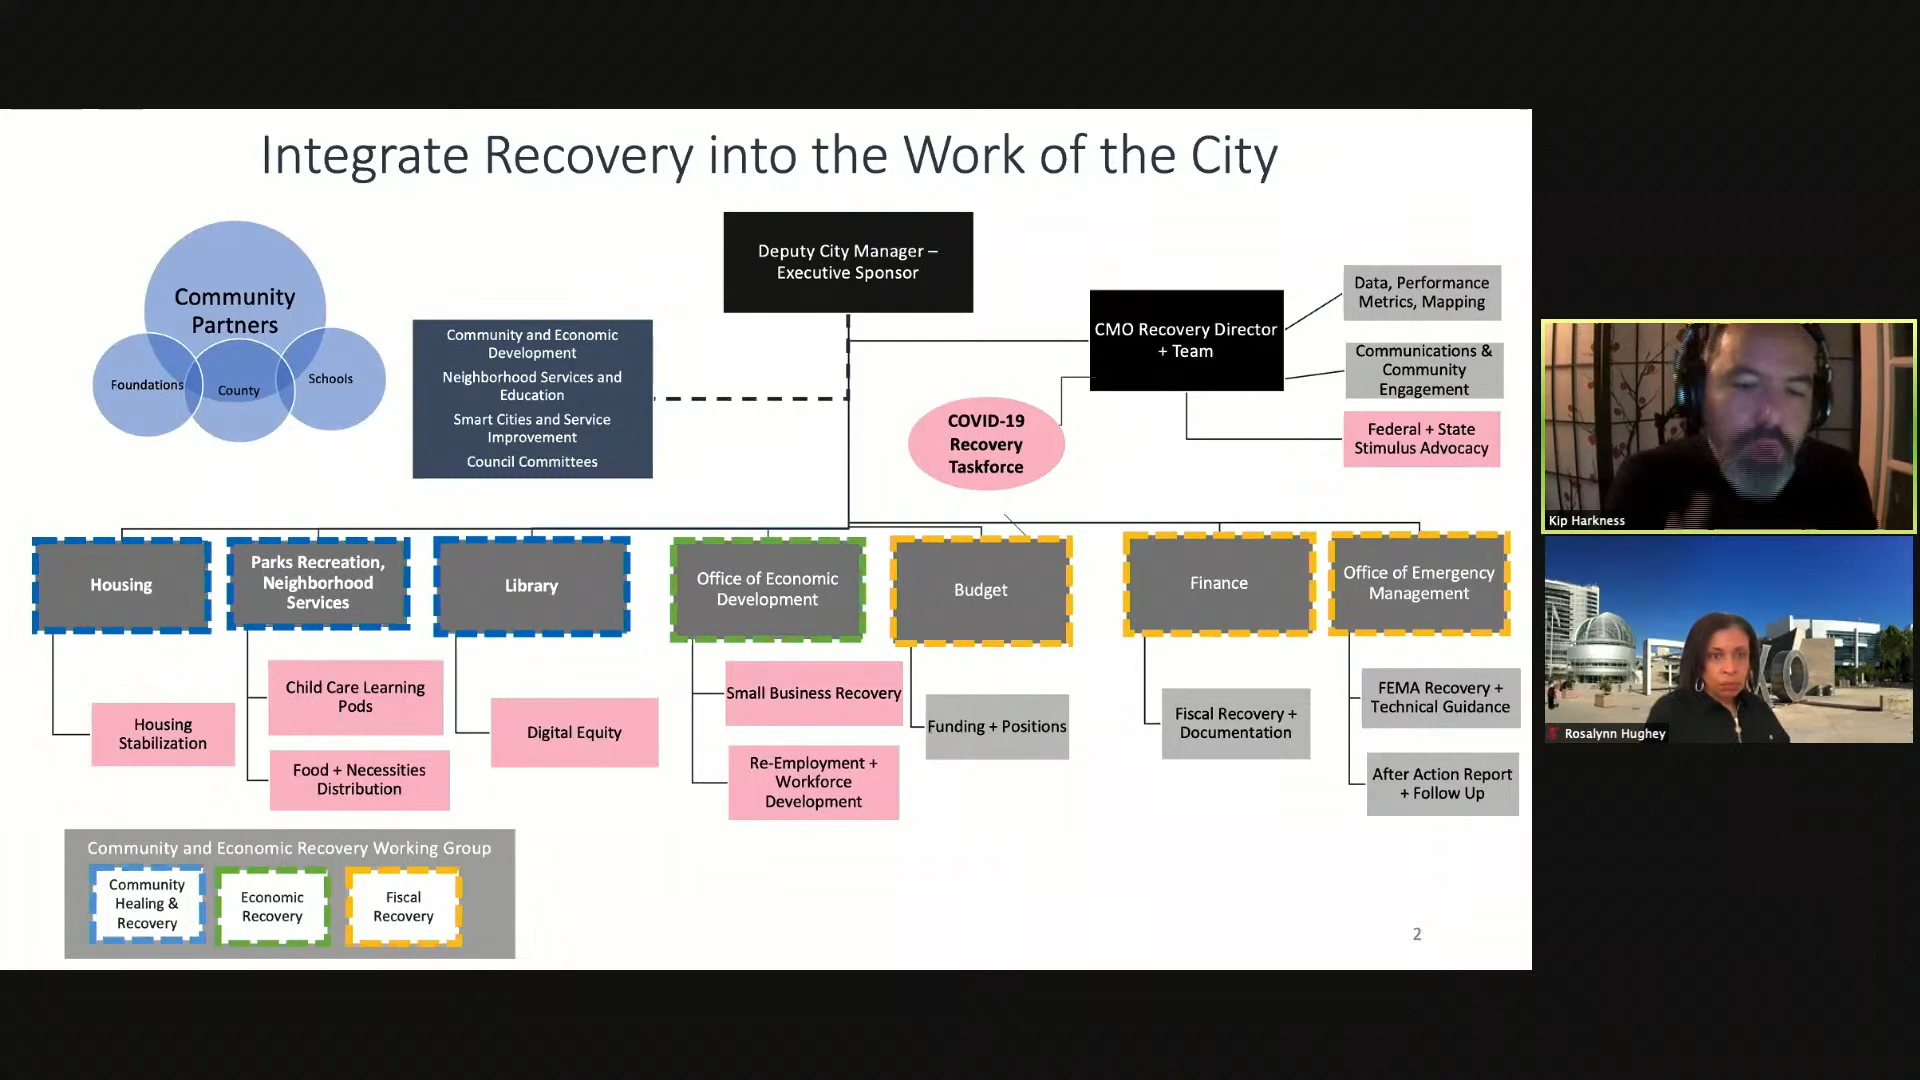 Integrate Recovery into the Work of the City
Community
Partners
Foundations
County
Schools
Deputy City Manager –
Executive Sponsor
Community and Economic
Development
Neighborhood Services and
Education
Smart Cities and Service
Improvement
Council Committees
CMO Recovery Director
+ Team
Data, Performance
Metrics, Mapping
Communications &
Community
Engagement
Federal + State
Stimulus Advocacy
COVID-19
Recovery
Taskforce
Housing
Parks Recreation,
Neighborhood
Services
Library
Office of Economic
Development
Budget
Finance
Office of Emergency
Management
Housing
Stabilization
Child Care Learning
Pods
Food + Necessities
Distribution
Digital Equity
Small Business Recovery
Re-Employment +
Workforce
Development
Funding + Positions
Fiscal Recovery +
Documentation
FEMA Recovery +
Technical Guidance
After Action Report
+ Follow Up
Community and Economic Recovery Working Group
Community
Healing &
Recovery
Economic
Recovery
Fiscal
Recovery
2
Kip Harkness
Rosalynn Hughey